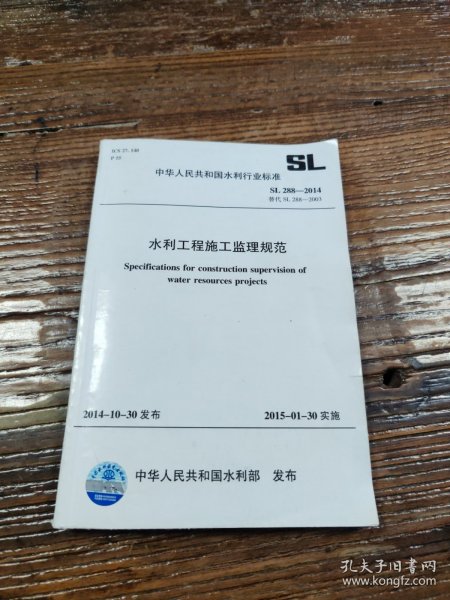 ICS 27.140
P 55
SL
中华人民共和国水利行业标准
SL 288—2014
替代 SL 288—2003
水利工程施工监理规范
Specifications for construction supervision of
water resources projects
2014-10-30 发布
2015-01-30 实施
中华人民共和国水利部 发布
孔夫子旧书网
www.kongfz.com